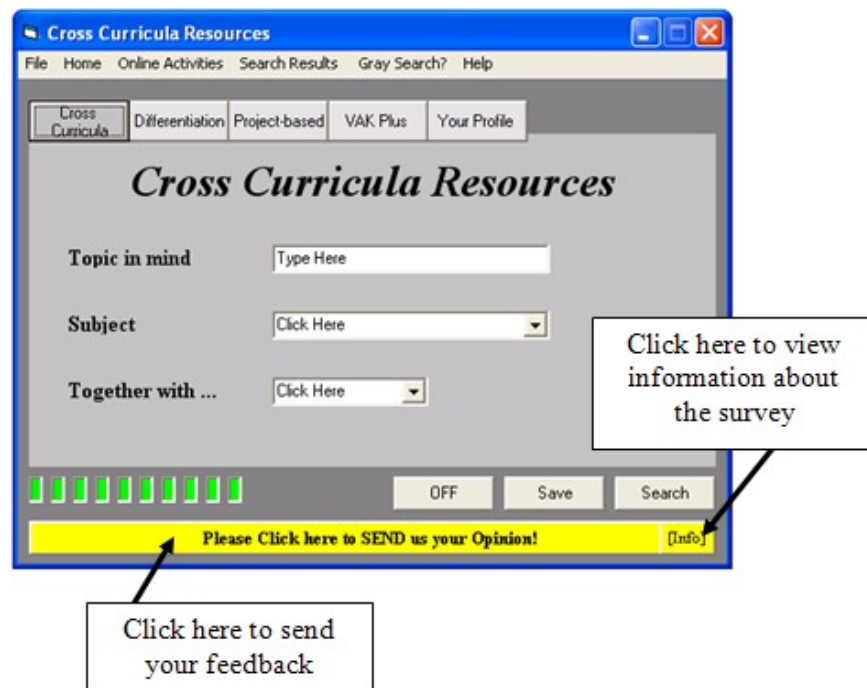 Cross Curricula Resources
File Home Online Activities Search Results Gray Search? Help
Cross
Curricula
Differentiation
Project-based
VAK Plus
Your Profile
Cross Curricula Resources
Topic in mind
Type Here
Subject
Click Here
Together with ...
Click Here
OFF
Save
Search
Please Click here to SEND us your Opinion!
[Info]
Click here to view
information about
the survey
Click here to send
your feedback